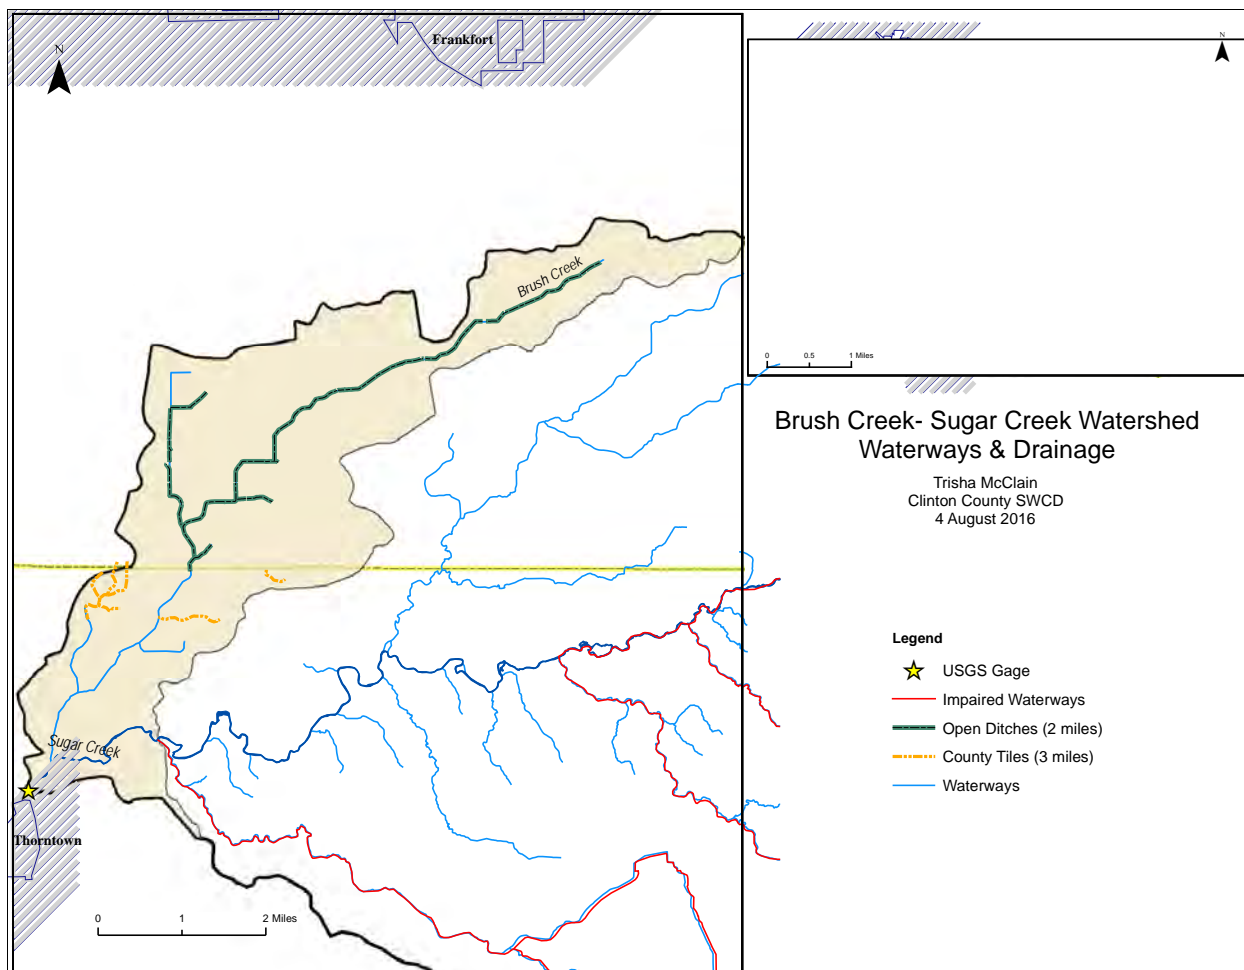 Frankfort
N
N
Brush Creek
0 0.5 1 Miles
Brush Creek- Sugar Creek Watershed
Waterways & Drainage
Trisha McClain
Clinton County SWCD
4 August 2016
Legend
USGS Gage
Impaired Waterways
Open Ditches (2 miles)
County Tiles (3 miles)
Waterways
Sugar Creek
Thorntown
0 1 2 Miles